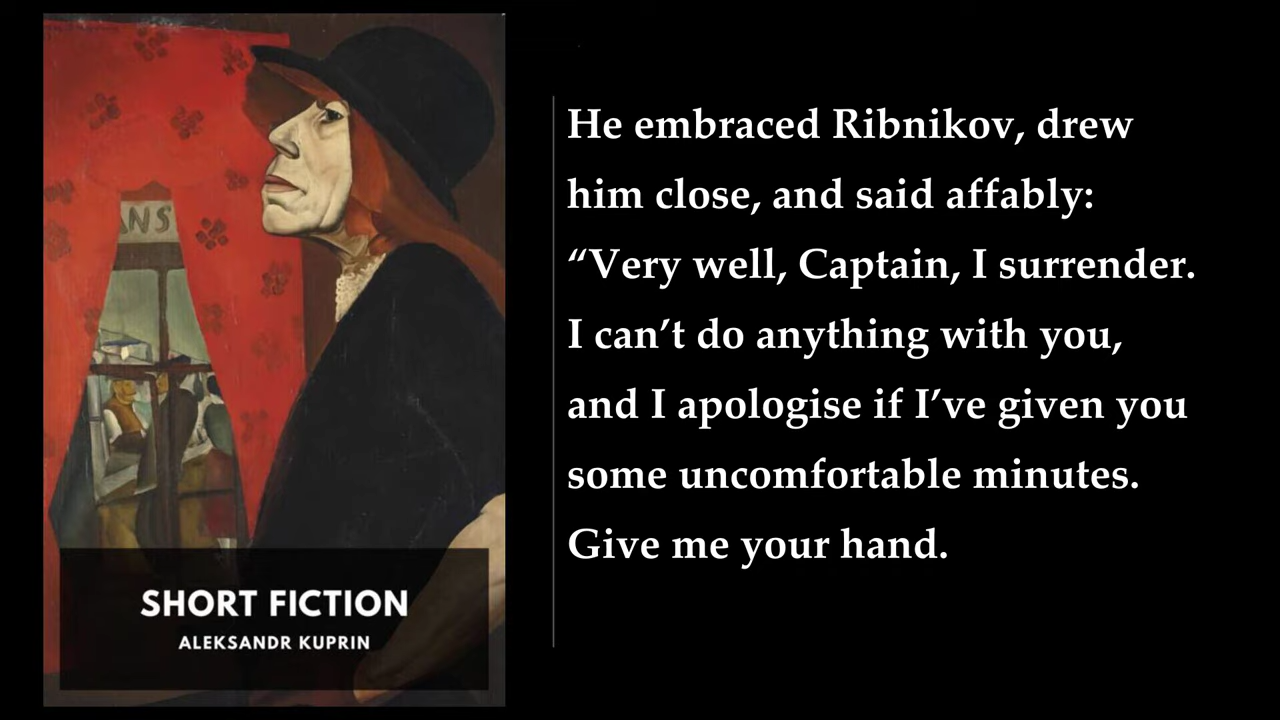 ANS
SHORT FICTION
ALEKSANDR KUPRIN
He embraced Ribnikov, drew
him close, and said affably:
“Very well, Captain, I surrender.
I can’t do anything with you,
and I apologise if I’ve given you
some uncomfortable minutes.
Give me your hand.